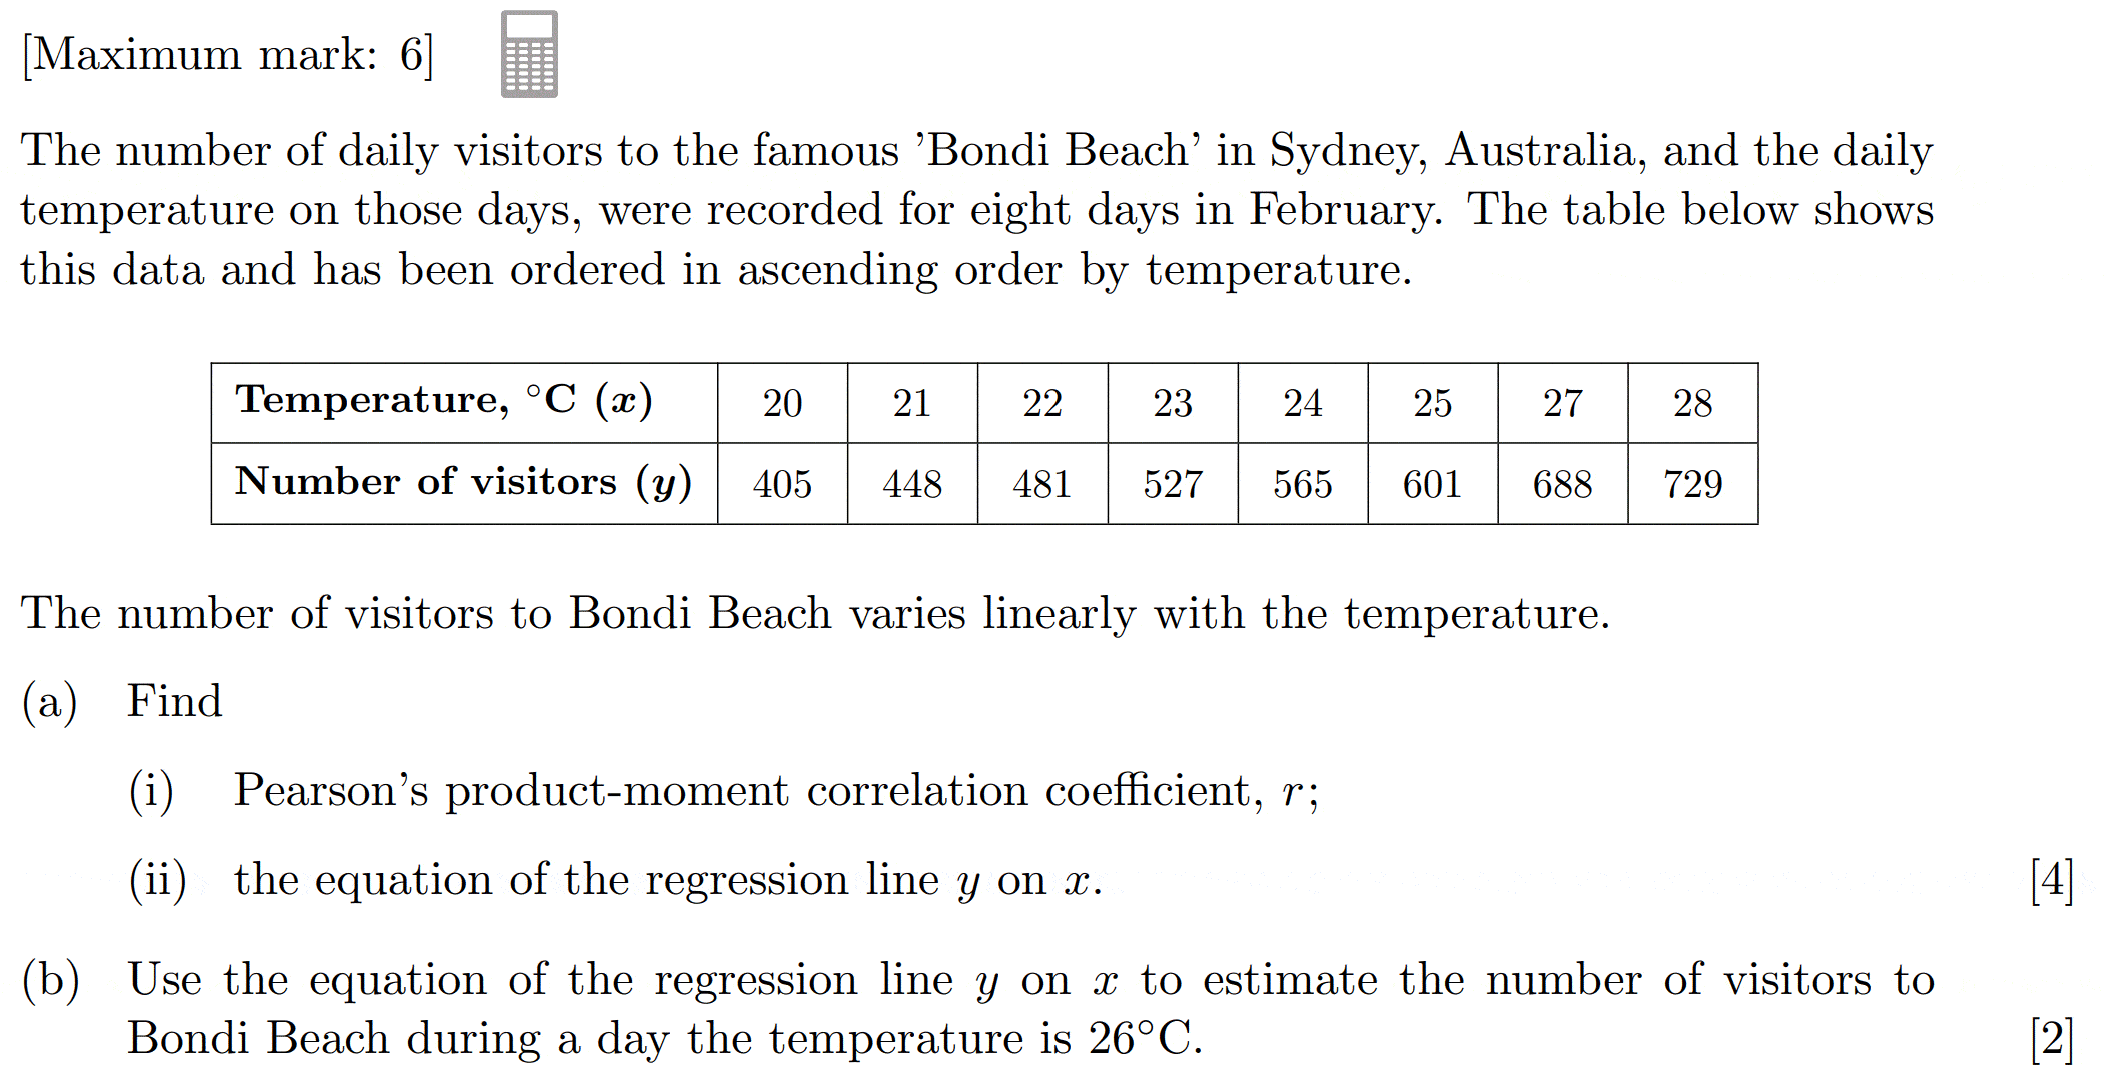 [Maximum mark: 6]
The number of daily visitors to the famous ’Bondi Beach’ in Sydney, Australia, and the daily
temperature on those days, were recorded for eight days in February. The table below shows
this data and has been ordered in ascending order by temperature.
Temperature, °C (x) 20 21 22 23 24 25 27 28
Number of visitors (y) 405 448 481 527 565 601 688 729
The number of visitors to Bondi Beach varies linearly with the temperature.
(a) Find
(i) Pearson’s product-moment correlation coefficient, r;
(ii) the equation of the regression line y on x. [4]
(b) Use the equation of the regression line y on x to estimate the number of visitors to
Bondi Beach during a day the temperature is 26°C. [2]